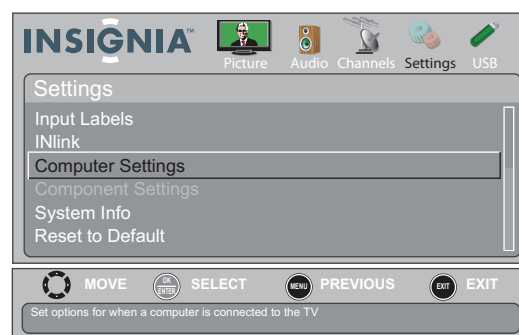 INSIGNIA™
Picture Audio Channels Settings USB
Settings
Input Labels
INlink
Computer Settings
Component Settings
System Info
Reset to Default
MOVE OK ENTER SELECT MENU PREVIOUS EXIT EXIT
Set options for when a computer is connected to the TV